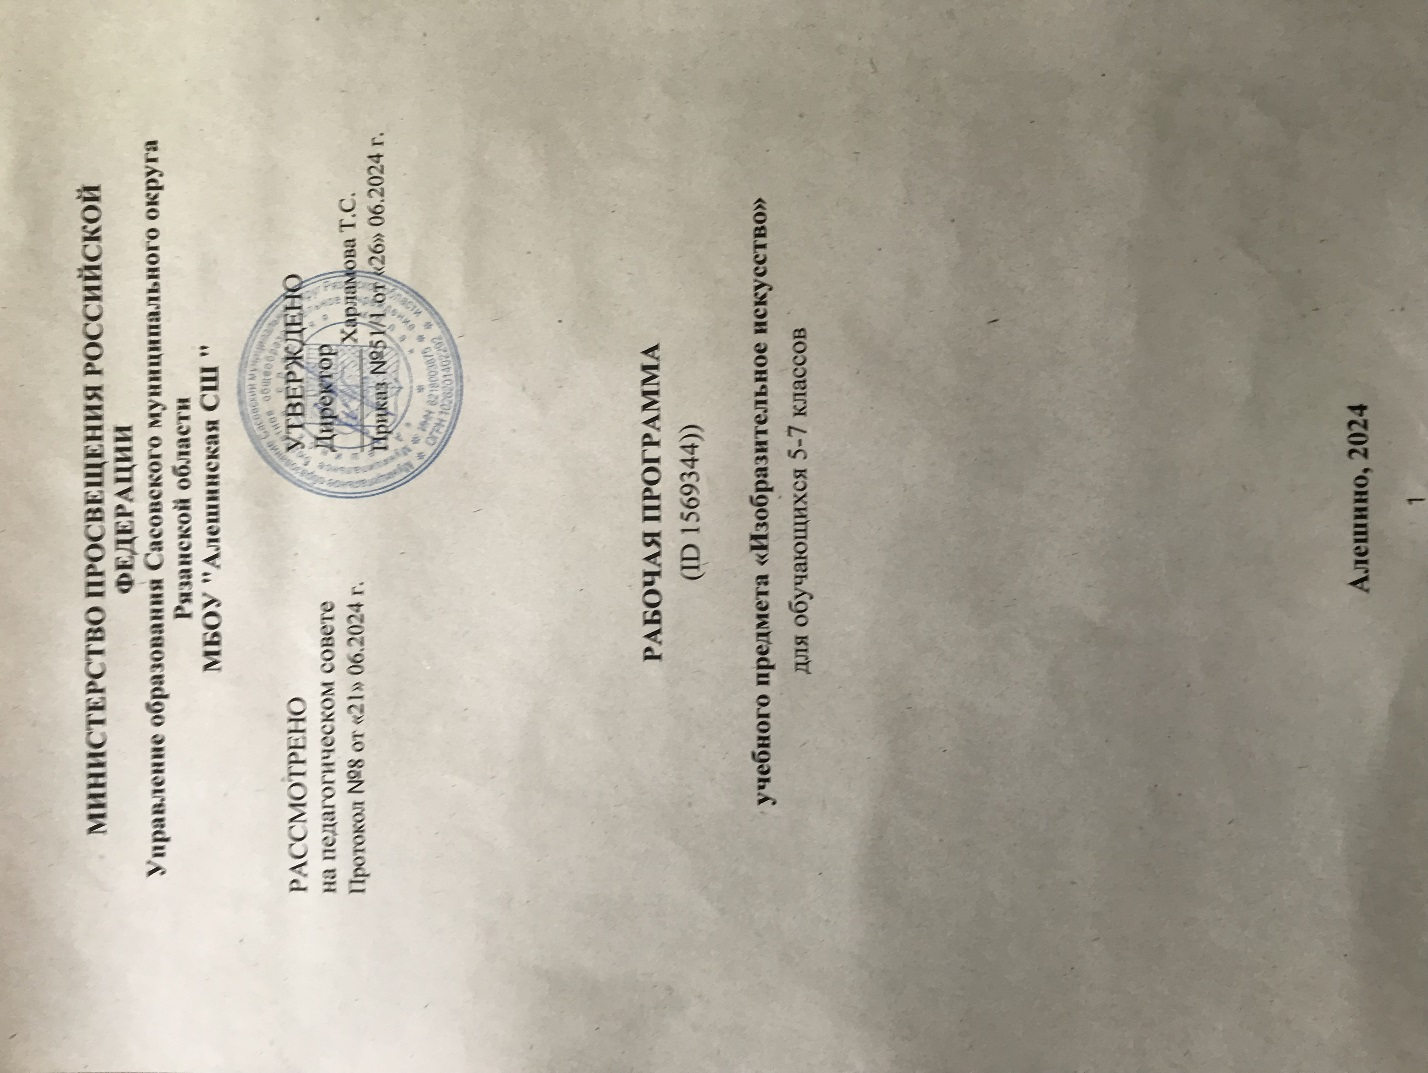 МИНИСТЕРСТВО ПРОСВЕЩЕНИЯ РОССИЙСКОЙ
ФЕДЕРАЦИИ
Управление образования Сасовского муниципального округа
Рязанской области
МБОУ "Алешинская СШ "
РАССМОТРЕНО
на педагогическом совете
Протокол №8 от «21» 06.2024 г.
УТВЕРЖДЕНО
Директор
Харламова Т.С.
Приказ №51/1 от «26» 06.2024 г.
РАБОЧАЯ ПРОГРАММА
(ID 1569344))
учебного предмета «Изобразительное искусство»
для обучающихся 5-7 классов
Алешино, 2024
1